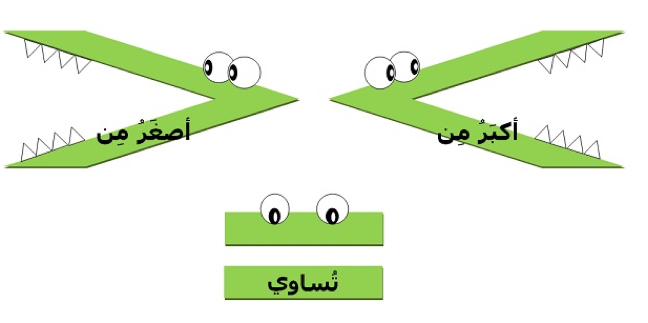 أكبَرُ مِن
أصغَرُ مِن
تُساوي